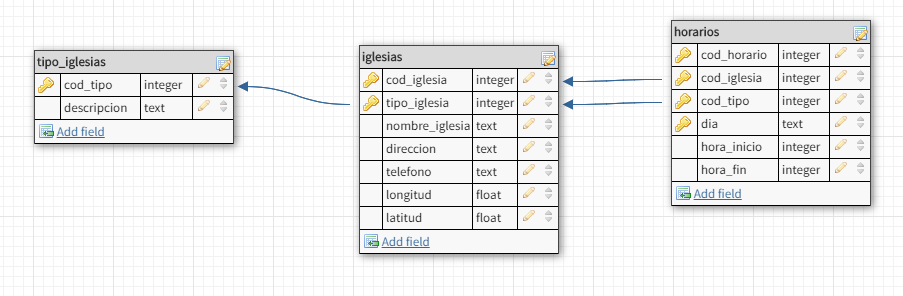 tipo_iglesias
cod_tipo integer
descripcion text
Add field
iglesias
cod_iglesia integer
tipo_iglesia integer
nombre_iglesia text
direccion text
telefono text
longitud float
latitud float
Add field
horarios
cod_horario integer
cod_iglesia integer
cod_tipo integer
dia text
hora_inicio integer
hora_fin integer
Add field